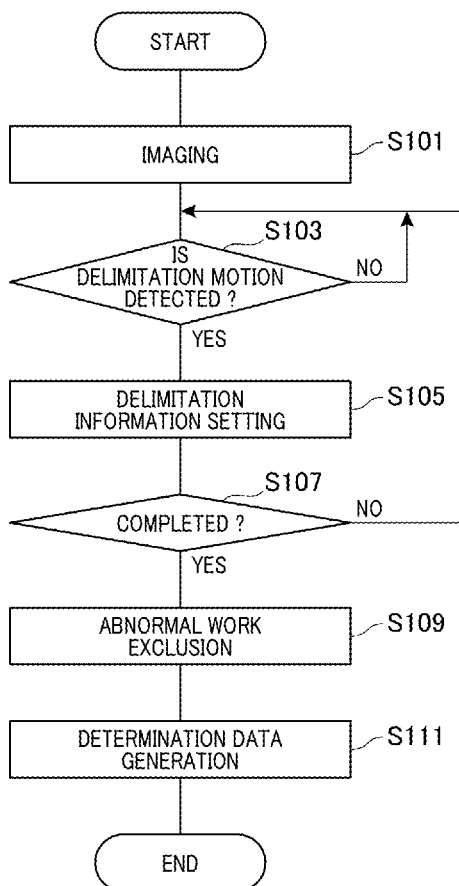 START
IMAGING
S101
S103
IS
DELIMITATION MOTION
DETECTED ?
NO
YES
DELIMITATION
INFORMATION SETTING
S105
S107
COMPLETED ?
NO
YES
ABNORMAL WORK
EXCLUSION
S109
DETERMINATION DATA
GENERATION
S111
END